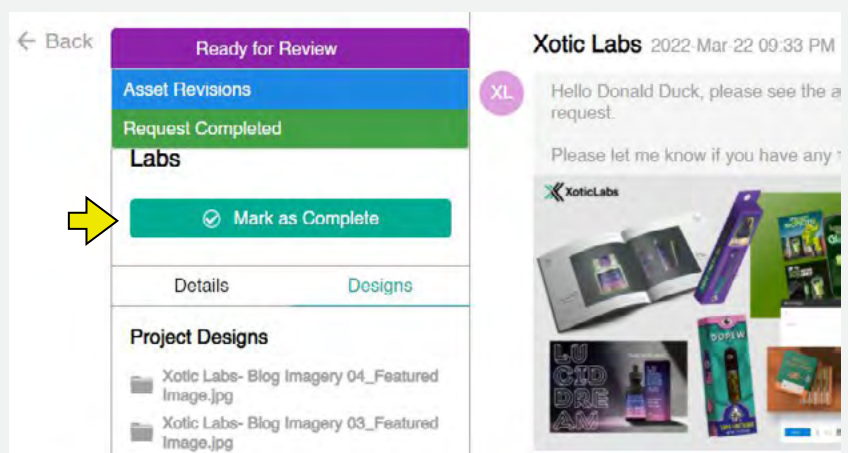 Back
Ready for Review
Asset Revisions
Request Completed
Labs
Mark as Complete
Details
Designs
Project Designs
Xotic Labs- Blog Imagery 04_Featured
Image.jpg
Xotic Labs- Blog Imagery 03_Featured
Image.jpg
Xotic Labs 2022-Mar-22 09:33 PM
XL
Hello Donald Duck, please see the
request.
Please let me know if you have any
XoticLabs
LU
CID
DRE
AM
DOPEW